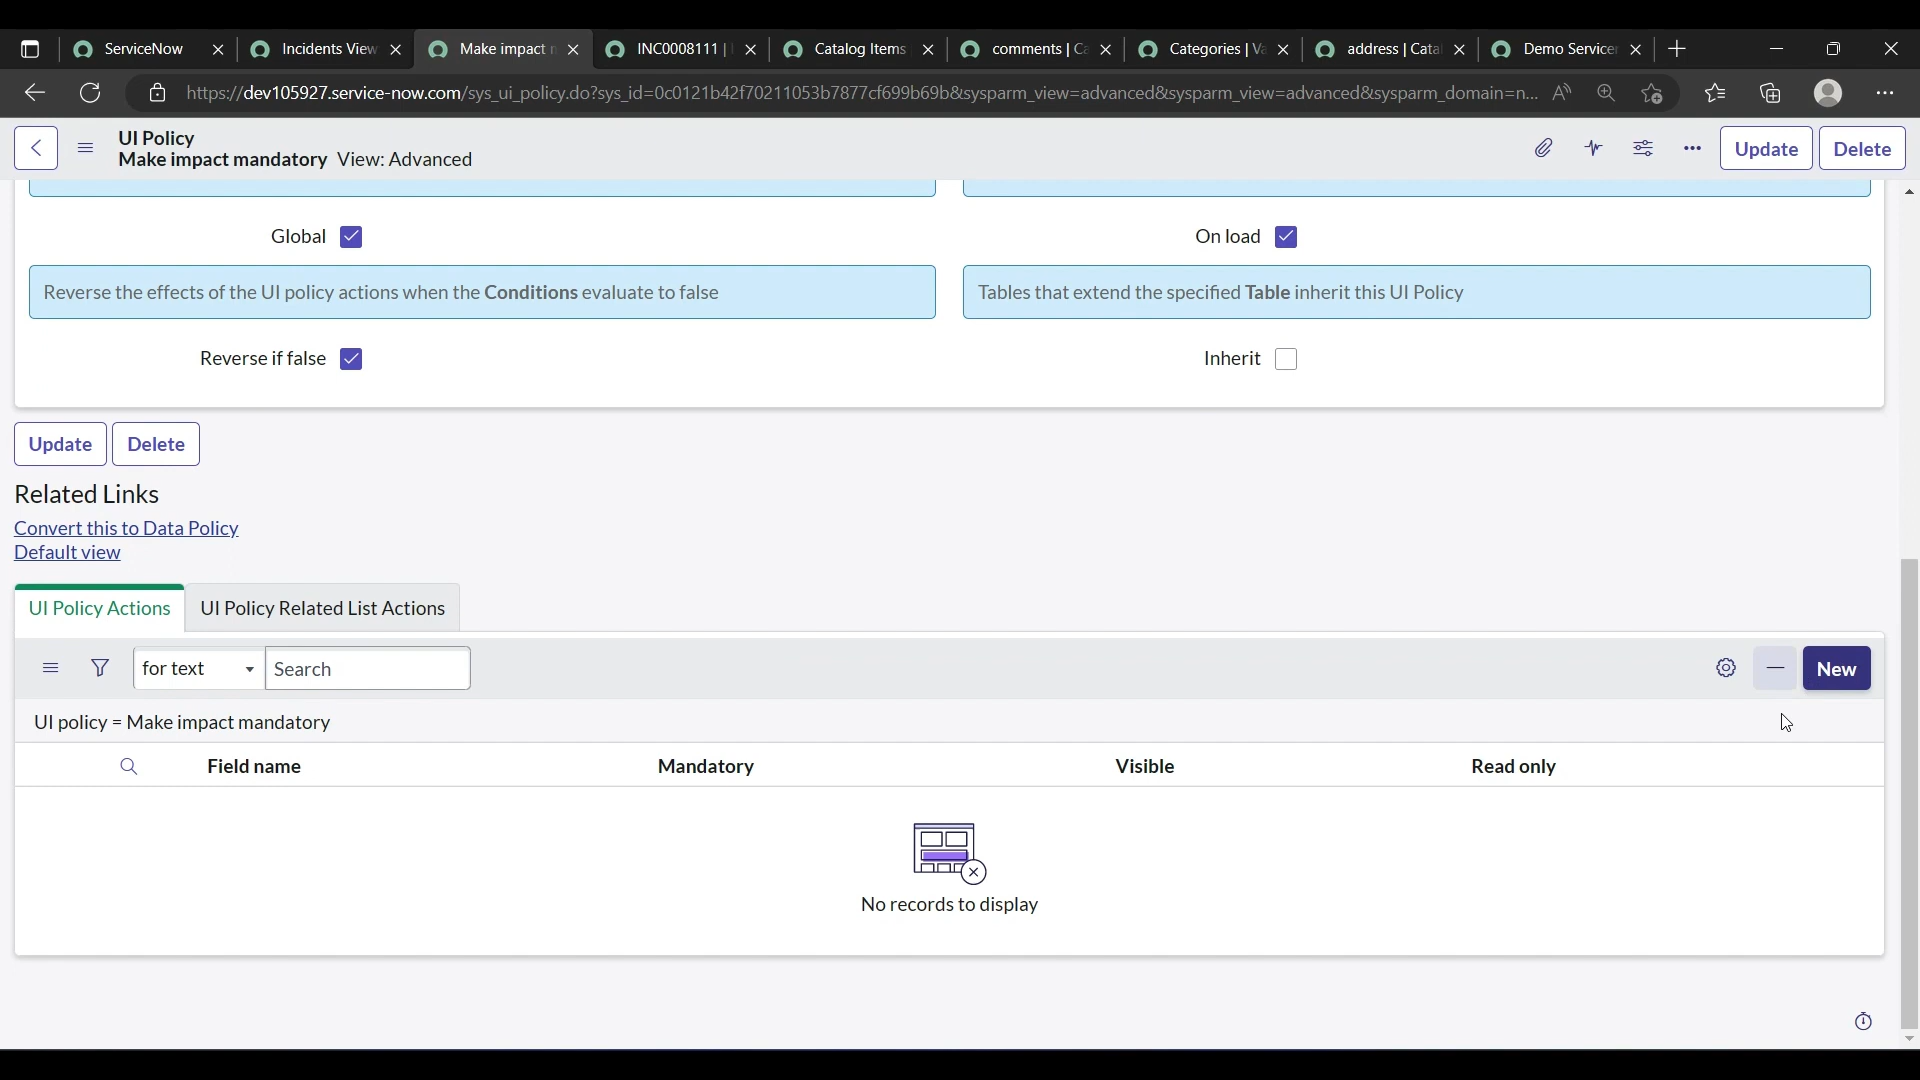 ServiceNow
Incidents View
Make impact
INC0008111 |
Catalog Items
comments | Ca
Categories | Va
address | Catal
Demo Service
https://dev105927.service-now.com/sys_ui_policy.do?sys_id=0c0121b42f70211053b7877cf699b69b&sysparm_view=advanced&sysparm_view=advanced&sysparm_domain=n...
UI Policy
Make impact mandatory View: Advanced
Update
Delete
Global
On load
Reverse the effects of the UI policy actions when the Conditions evaluate to false
Tables that extend the specified Table inherit this UI Policy
Reverse if false
Inherit
Update
Delete
Related Links
Convert this to Data Policy
Default view
UI Policy Actions
UI Policy Related List Actions
for text
Search
New
UI policy = Make impact mandatory
Field name
Mandatory
Visible
Read only
No records to display